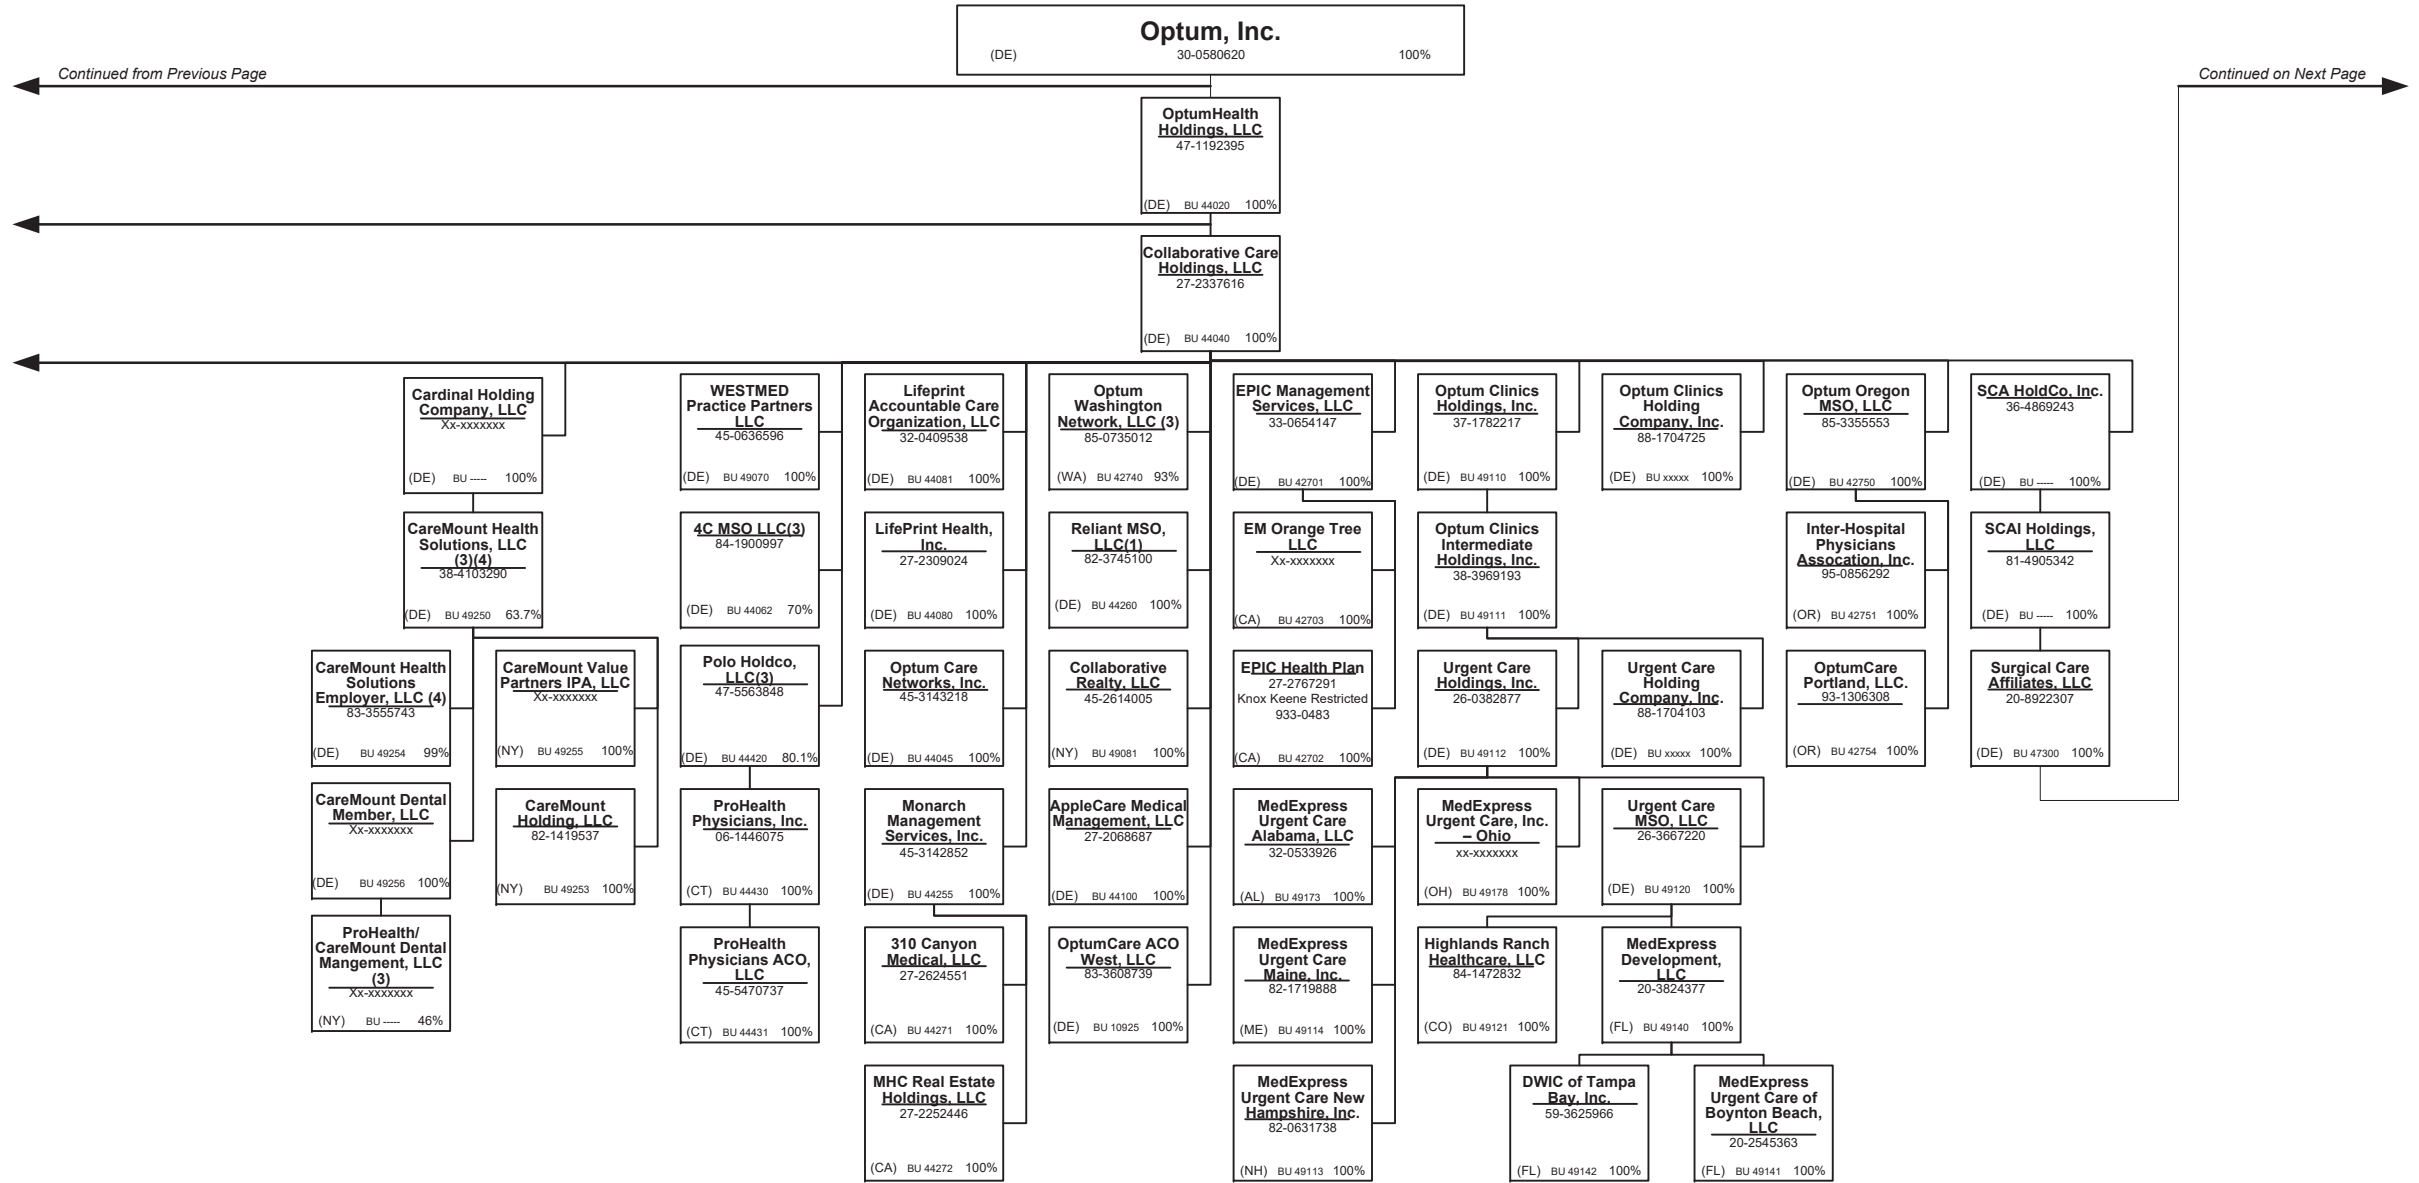 Optum, Inc.
(DE) 30-0580620 100%
Continued from Previous Page
Continued on Next Page
OptumHealth
Holdings, LLC
47-1192395
(DE) BU 44020 100%
Collaborative Care
Holdings, LLC
27-2337616
(DE) BU 44040 100%
Cardinal Holding
Company, LLC
Xx-xxxxxxx
(DE) BU ----- 100%
WESTMED
Practice Partners
LLC
45-0636596
(DE) BU 49070 100%
Lifeprint
Accountable Care
Organization, LLC
32-0409538
(DE) BU 44081 100%
Optum
Washington
Network, LLC (3)
85-0735012
(WA) BU 42740 93%
EPIC Management
Services, LLC
33-0654147
(DE) BU 42701 100%
Optum Clinics
Holdings, Inc.
37-1782217
(DE) BU 49110 100%
Optum Clinics
Holding
Company, Inc.
88-1704725
(DE) BU xxxxx 100%
Optum Oregon
MSO, LLC
85-3355553
(DE) BU 42750 100%
SCA HoldCo, Inc.
36-4869243
(DE) BU ----- 100%
CareMount Health
Solutions, LLC
(3)(4)
38-4103290
(DE) BU 49250 63.7%
4C MSO LLC(3)
84-1900997
(DE) BU 44062 70%
LifePrint Health,
Inc.
27-2309024
(DE) BU 44080 100%
Reliant MSO,
LLC(1)
82-3745100
(DE) BU 44260 100%
EM Orange Tree
LLC
Xx-xxxxxxx
(CA) BU 42703 100%
Optum Clinics
Intermediate
Holdings, Inc.
38-3969193
(DE) BU 49111 100%
Inter-Hospital
Physicians
Assocation, Inc.
95-0856292
(OR) BU 42751 100%
SCAI Holdings,
LLC
81-4905342
(DE) BU ----- 100%
CareMount Health
Solutions
Employer, LLC (4)
83-3555743
(DE) BU 49254 99%
CareMount Value
Partners IPA, LLC
Xx-xxxxxxx
(NY) BU 49255 100%
Polo Holdco,
LLC(3)
47-5563848
(DE) BU 44420 80.1%
Optum Care
Networks, Inc.
45-3143218
(DE) BU 44045 100%
Collaborative
Realty, LLC
45-2614005
(NY) BU 49081 100%
EPIC Health Plan
27-2767291
Knox Keene Restricted
933-0483
(CA) BU 42702 100%
Urgent Care
Holdings, Inc.
26-0382877
(DE) BU 49112 100%
Urgent Care
Holding
Company, Inc.
88-1704103
(DE) BU xxxxx 100%
OptumCare
Portland, LLC.
93-1306308
(OR) BU 42754 100%
Surgical Care
Affiliates, LLC
20-8922307
(DE) BU 47300 100%
CareMount Dental
Member, LLC
Xx-xxxxxxx
(DE) BU 49256 100%
CareMount
Holding, LLC
82-1419537
(NY) BU 49253 100%
ProHealth
Physicians, Inc.
06-1446075
(CT) BU 44430 100%
Monarch
Management
Services, Inc.
45-3142852
(DE) BU 44255 100%
AppleCare Medical
Management, LLC
27-2068687
(DE) BU 44100 100%
MedExpress
Urgent Care
Alabama, LLC
32-0533926
(AL) BU 49173 100%
MedExpress
Urgent Care, Inc.
– Ohio
xx-xxxxxxx
(OH) BU 49178 100%
Urgent Care
MSO, LLC
26-3667220
(DE) BU 49120 100%
ProHealth/
CareMount Dental
Mangement, LLC
(3)
Xx-xxxxxxx
(NY) BU ----- 46%
ProHealth
Physicians ACO,
LLC
45-5470737
(CT) BU 44431 100%
310 Canyon
Medical, LLC
27-2624551
(CA) BU 44271 100%
OptumCare ACO
West, LLC
83-3608739
(DE) BU 10925 100%
MedExpress
Urgent Care
Maine, Inc.
82-1719888
(ME) BU 49114 100%
Highlands Ranch
Healthcare, LLC
84-1472832
(CO) BU 49121 100%
MedExpress
Development,
LLC
20-3824377
(FL) BU 49140 100%
MHC Real Estate
Holdings, LLC
27-2252446
(CA) BU 44272 100%
MedExpress
Urgent Care New
Hampshire, Inc.
82-0631738
(NH) BU 49113 100%
DWIC of Tampa
Bay, Inc.
59-3625966
(FL) BU 49142 100%
MedExpress
Urgent Care of
Boynton Beach,
LLC
20-2545363
(FL) BU 49141 100%